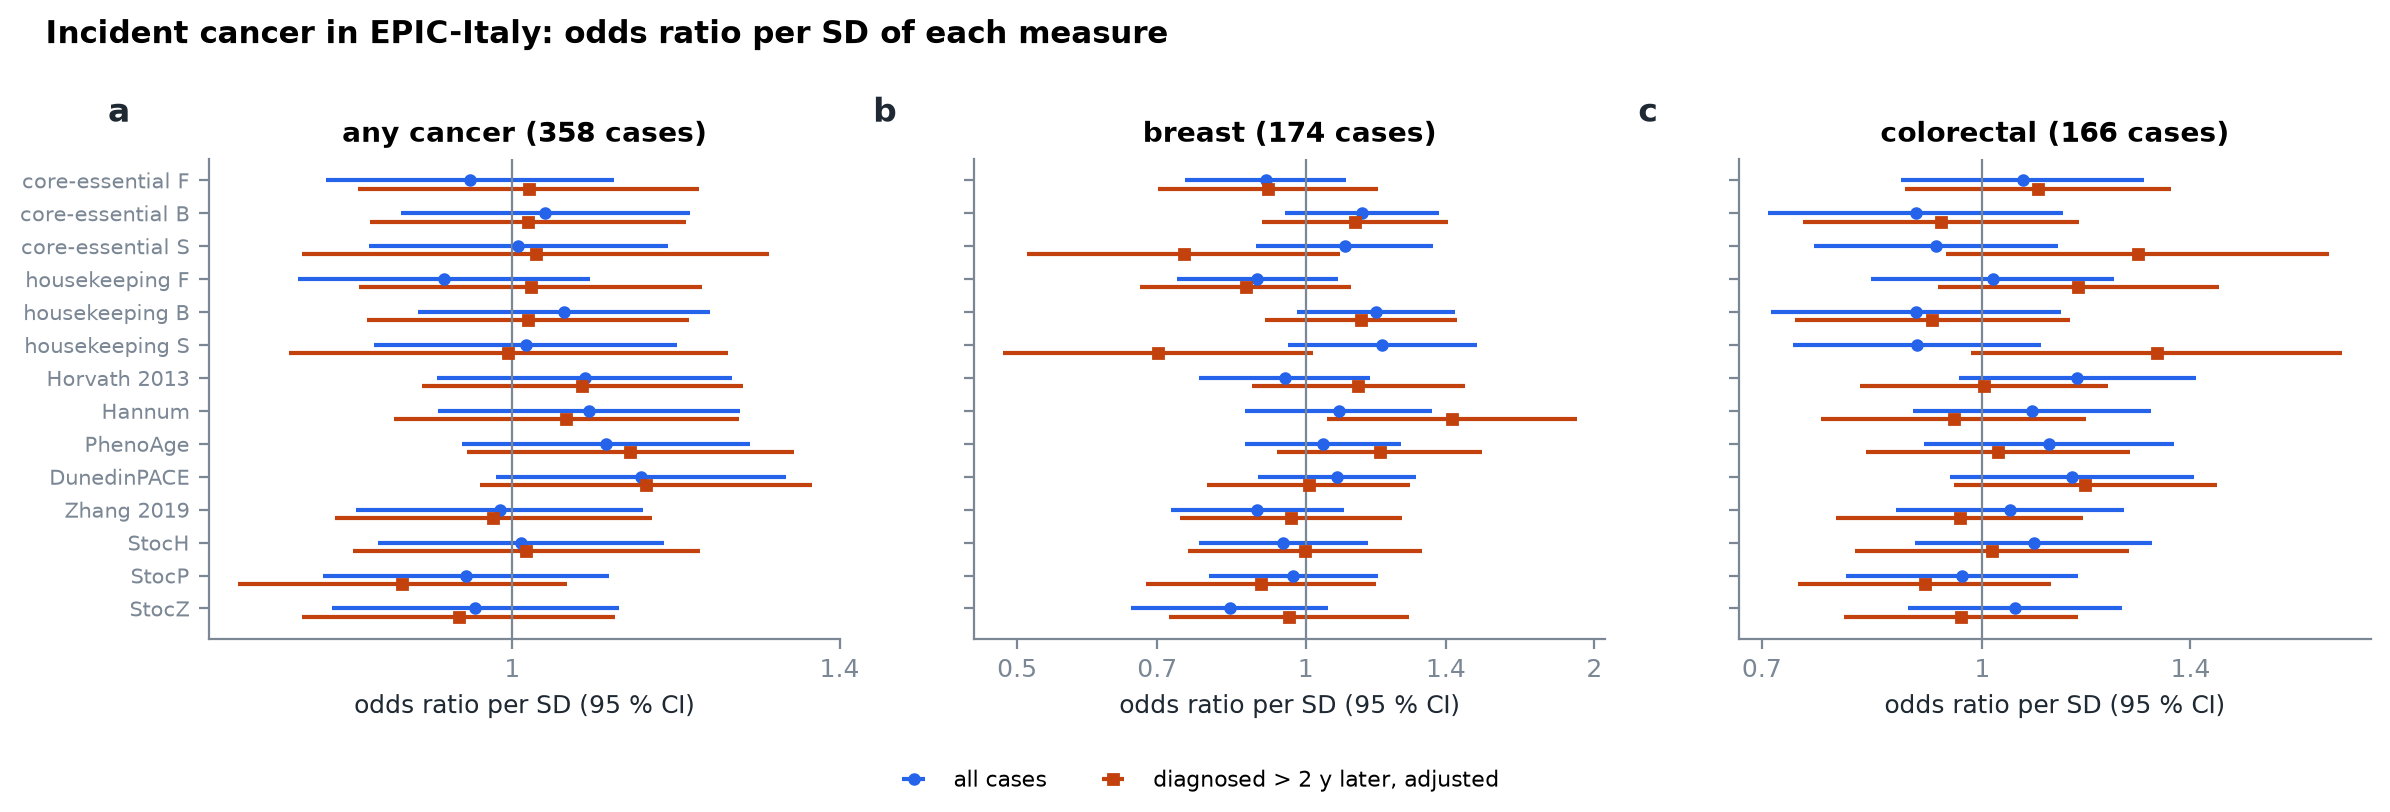 Incident cancer in EPIC-Italy: odds ratio per SD of each measure
a
any cancer (358 cases)
core-essential F
core-essential B
core-essential S
housekeeping F
housekeeping B
housekeeping S
Horvath 2013
Hannum
PhenoAge
DunedinPACE
Zhang 2019
StocH
StocP
StocZ
1 1.4
odds ratio per SD (95 % CI)
b
breast (174 cases)
0.5 0.7 1 1.4 2
odds ratio per SD (95 % CI)
c
colorectal (166 cases)
0.7 1 1.4
odds ratio per SD (95 % CI)
all cases diagnosed > 2 y later, adjusted